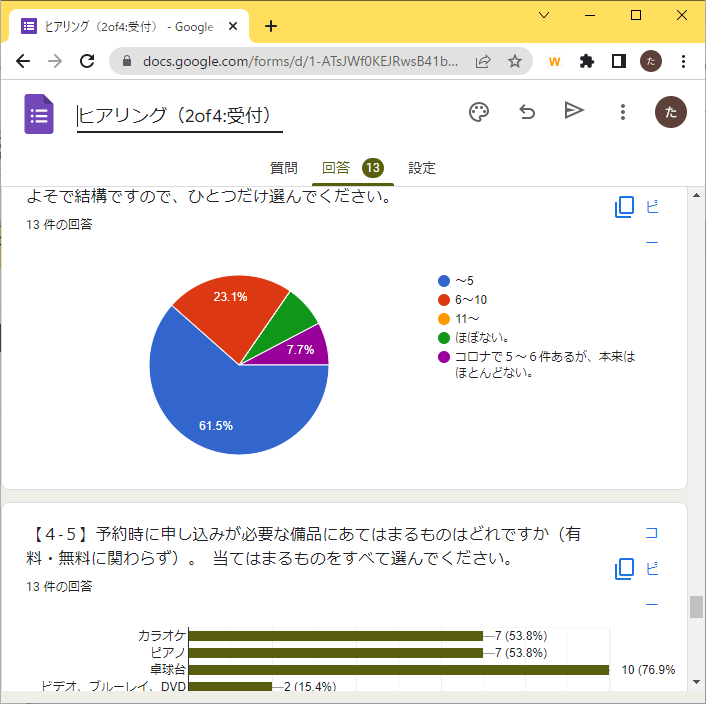 ヒアリング（2of4:受付） - Google
docs.google.com/forms/d/1-ATsJWf0KEJRwsB41b...
W
た
ヒアリング（2of4:受付）
た
質問 回答 13 設定
よそで結構ですので、ひとつだけ選んでください。
ピ
ー
13 件の回答
23.1%
7.7%
61.5%
～5
6～10
11～
ほぼない。
コロナで５～６件あるが、本来は
ほとんどない。
【４-５】予約時に申し込みが必要な備品にあてはまるものはどれですか（有
料・無料に関わらず）。 当てはまるものをすべて選んでください。
コ
ピ
ー
13 件の回答
カラオケ 7 (53.8%)
ピアノ 7 (53.8%)
卓球台 10 (76.9%
ビデオ、ブルーレイ、DVD 2 (15.4%)